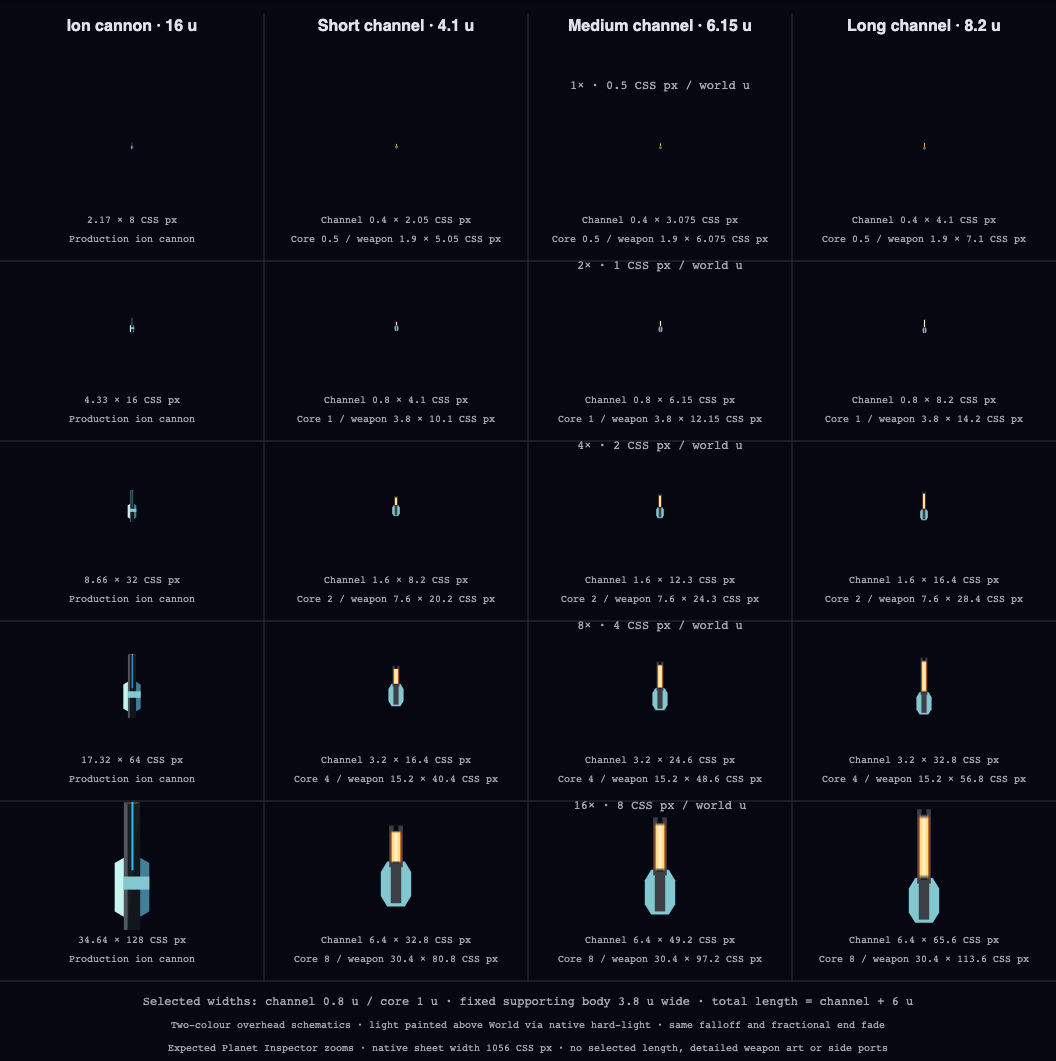 Ion cannon · 16 u
Short channel · 4.1 u
Medium channel · 6.15 u
Long channel · 8.2 u
1× · 0.5 CSS px / world u
2.17 × 8 CSS px
Production ion cannon
Channel 0.4 × 2.05 CSS px
Core 0.5 / weapon 1.9 × 5.05 CSS px
Channel 0.4 × 3.075 CSS px
Core 0.5 / weapon 1.9 × 6.075 CSS px
Channel 0.4 × 4.1 CSS px
Core 0.5 / weapon 1.9 × 7.1 CSS px
2× · 1 CSS px / world u
4.33 × 16 CSS px
Production ion cannon
Channel 0.8 × 4.1 CSS px
Core 1 / weapon 3.8 × 10.1 CSS px
Channel 0.8 × 6.15 CSS px
Core 1 / weapon 3.8 × 12.15 CSS px
Channel 0.8 × 8.2 CSS px
Core 1 / weapon 3.8 × 14.2 CSS px
4× · 2 CSS px / world u
8.66 × 32 CSS px
Production ion cannon
Channel 1.6 × 8.2 CSS px
Core 2 / weapon 7.6 × 20.2 CSS px
Channel 1.6 × 12.3 CSS px
Core 2 / weapon 7.6 × 24.3 CSS px
Channel 1.6 × 16.4 CSS px
Core 2 / weapon 7.6 × 28.4 CSS px
8× · 4 CSS px / world u
17.32 × 64 CSS px
Production ion cannon
Channel 3.2 × 16.4 CSS px
Core 4 / weapon 15.2 × 40.4 CSS px
Channel 3.2 × 24.6 CSS px
Core 4 / weapon 15.2 × 48.6 CSS px
Channel 3.2 × 32.8 CSS px
Core 4 / weapon 15.2 × 56.8 CSS px
16× · 8 CSS px / world u
34.64 × 128 CSS px
Production ion cannon
Channel 6.4 × 32.8 CSS px
Core 8 / weapon 30.4 × 80.8 CSS px
Channel 6.4 × 49.2 CSS px
Core 8 / weapon 30.4 × 97.2 CSS px
Channel 6.4 × 65.6 CSS px
Core 8 / weapon 30.4 × 113.6 CSS px
Selected widths: channel 0.8 u / core 1 u · fixed supporting body 3.8 u wide · total length = channel + 6 u
Two-colour overhead schematics · light painted above World via native hard-light · same falloff and fractional end fade
Expected Planet Inspector zooms · native sheet width 1056 CSS px · no selected length, detailed weapon art or side ports